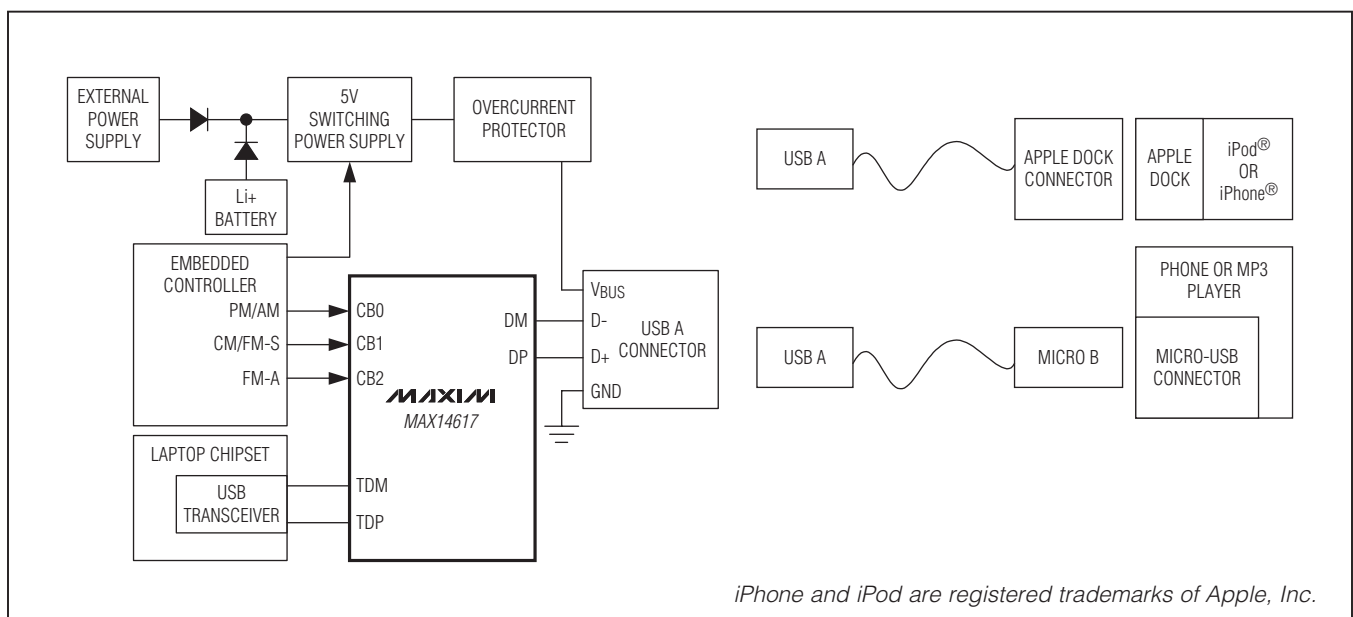 EXTERNAL
POWER
SUPPLY
5V
SWITCHING
POWER SUPPLY
OVERCURRENT
PROTECTOR
Li+
BATTERY
EMBEDDED
CONTROLLER
PM/AM
CM/FM-S
FM-A
CB0
CB1
CB2
DM
DP
MAXIM
MAX14617
TDM
TDP
LAPTOP CHIPSET
USB
TRANSCEIVER
VBUS
D-
D+
GND
USB A
CONNECTOR
USB A
APPLE DOCK
CONNECTOR
APPLE
DOCK
iPod®
OR
iPhone®
USB A
MICRO B
PHONE OR MP3
PLAYER
MICRO-USB
CONNECTOR
iPhone and iPod are registered trademarks of Apple, Inc.